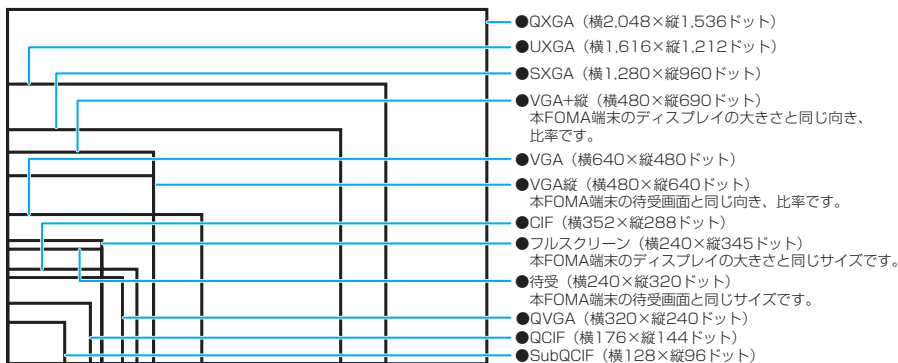 ●QXGA（横2,048×縦1,536ドット）
●UXGA（横1,616×縦1,212ドット）
●SXGA（横1,280×縦960ドット）
●VGA+縦（横480×縦690ドット）
本FOMA端末のディスプレイの大きさと同じ向き、
比率です。
●VGA（横640×縦480ドット）
●VGA縦（横480×縦640ドット）
本FOMA端末の待受画面と同じ向き、比率です。
●CIF（横352×縦288ドット）
●フルスクリーン（横240×縦345ドット）
本FOMA端末のディスプレイの大きさと同じサイズです。
●待受（横240×縦320ドット）
本FOMA端末の待受画面と同じサイズです。
●QVGA（横320×縦240ドット）
●QCIF（横176×縦144ドット）
●SubQCIF（横128×縦96ドット）